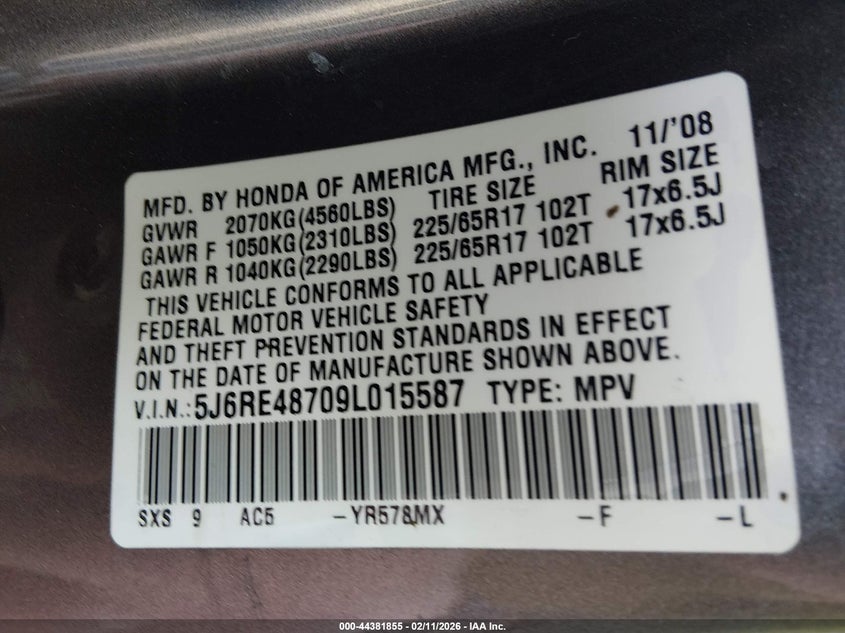 MFD. BY HONDA OF AMERICA MFG., INC. 11/'08
GVWR 2070KG(4560LBS) TIRE SIZE RIM SIZE
GAWR F 1050KG(2310LBS) 225/65R17 102T 17x6.5J
GAWR R 1040KG(2290LBS) 225/65R17 102T 17x6.5J
THIS VEHICLE CONFORMS TO ALL APPLICABLE
FEDERAL MOTOR VEHICLE SAFETY
AND THEFT PREVENTION STANDARDS IN EFFECT
ON THE DATE OF MANUFACTURE SHOWN ABOVE.
V.I.N.:5J6RE48709L015587 TYPE: MPV
SXS 9 AC5 -YR578MX -F -L
000-44381855 - 02/11/2026 - IAA Inc.